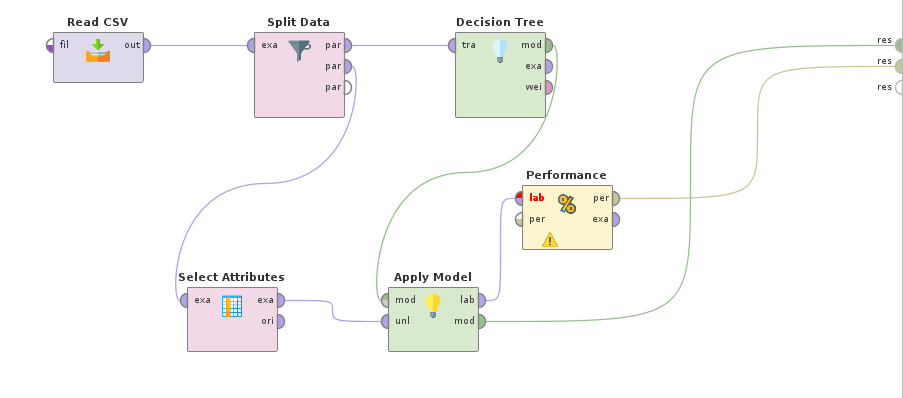 Read CSV
fil
out
Split Data
exa
par
par
par
Decision Tree
tra
mod
exa
wei
res
res
res
Performance
lab
per
per
exa
%
!
Select Attributes
exa
exa
ori
Apply Model
mod
lab
unl
mod